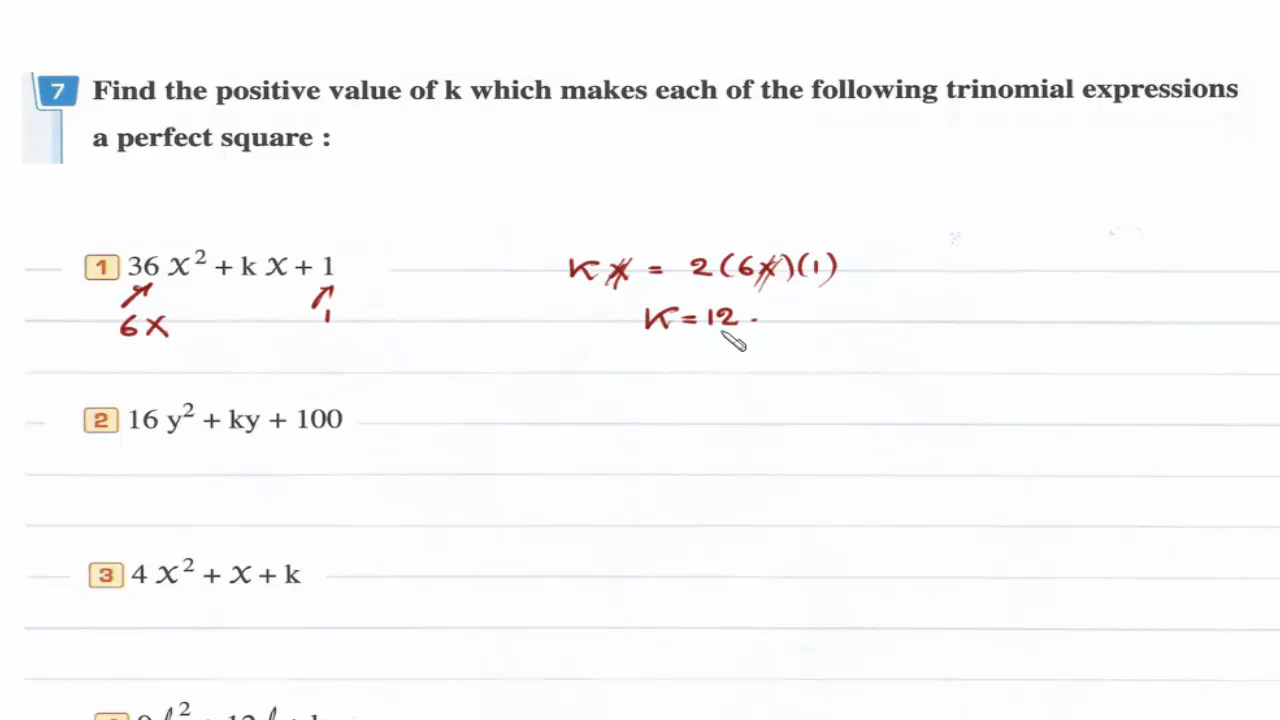 7 Find the positive value of k which makes each of the following trinomial expressions
a perfect square :
1 36 x² + k x + 1 K x = 2(6x)(1)
6x 1 K = 12 .
2 16 y² + ky + 100
3 4 x² + x + k